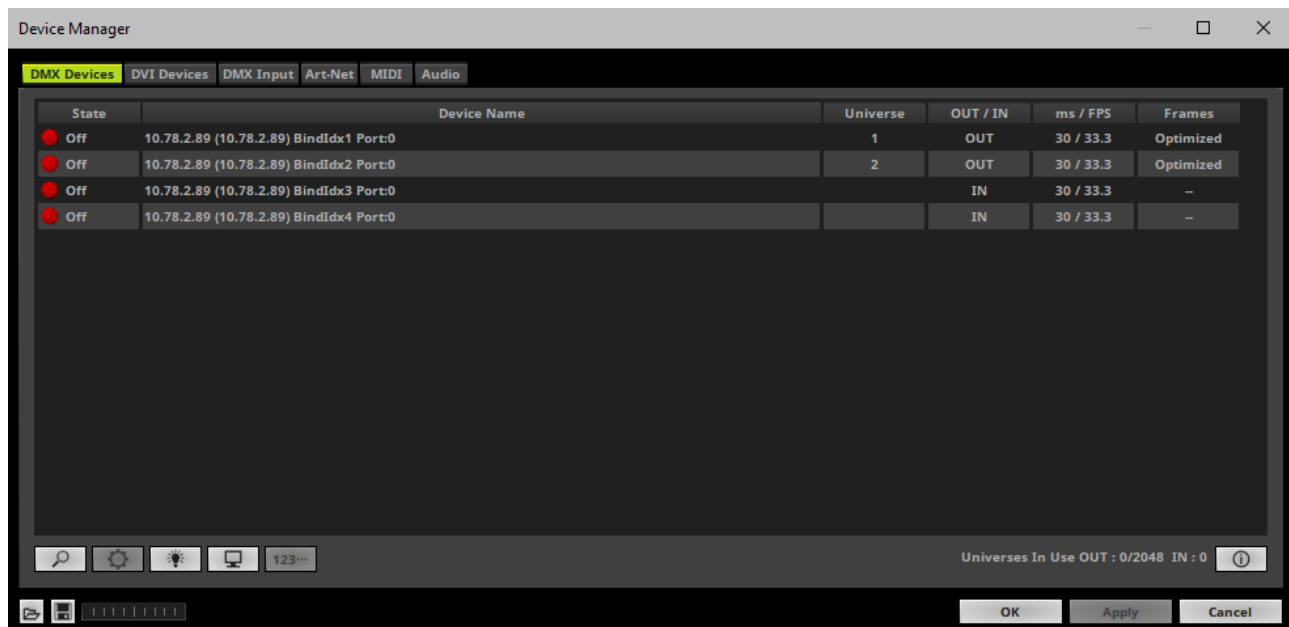 Device Manager
DMX Devices DVI Devices DMX Input Art-Net MIDI Audio
State Device Name Universe OUT / IN ms / FPS Frames
Off 10.78.2.89 (10.78.2.89) BindIdx1 Port:0 1 OUT 30 / 33.3 Optimized
Off 10.78.2.89 (10.78.2.89) BindIdx2 Port:0 2 OUT 30 / 33.3 Optimized
Off 10.78.2.89 (10.78.2.89) BindIdx3 Port:0 IN 30 / 33.3 --
Off 10.78.2.89 (10.78.2.89) BindIdx4 Port:0 IN 30 / 33.3 --
123... Universes In Use OUT : 0/2048 IN : 0
OK Apply Cancel